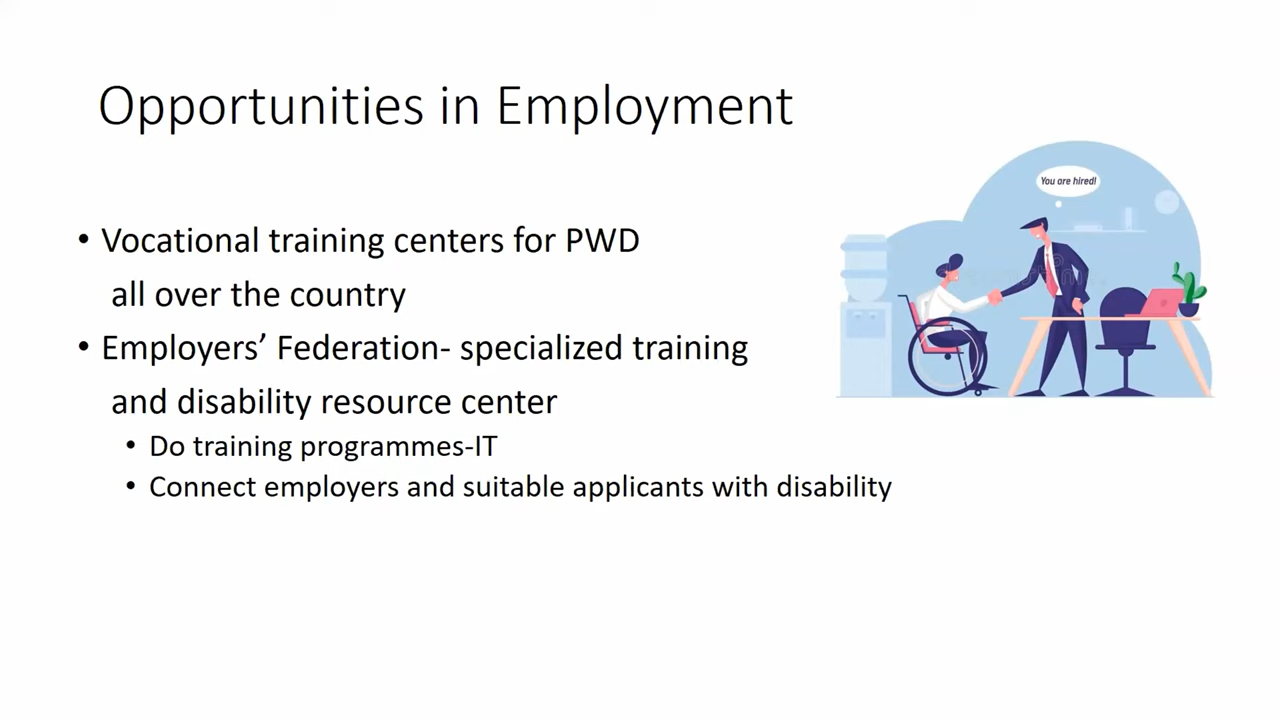 Opportunities in Employment
You are hired!
• Vocational training centers for PWD
all over the country
• Employers’ Federation- specialized training
and disability resource center
• Do training programmes-IT
• Connect employers and suitable applicants with disability